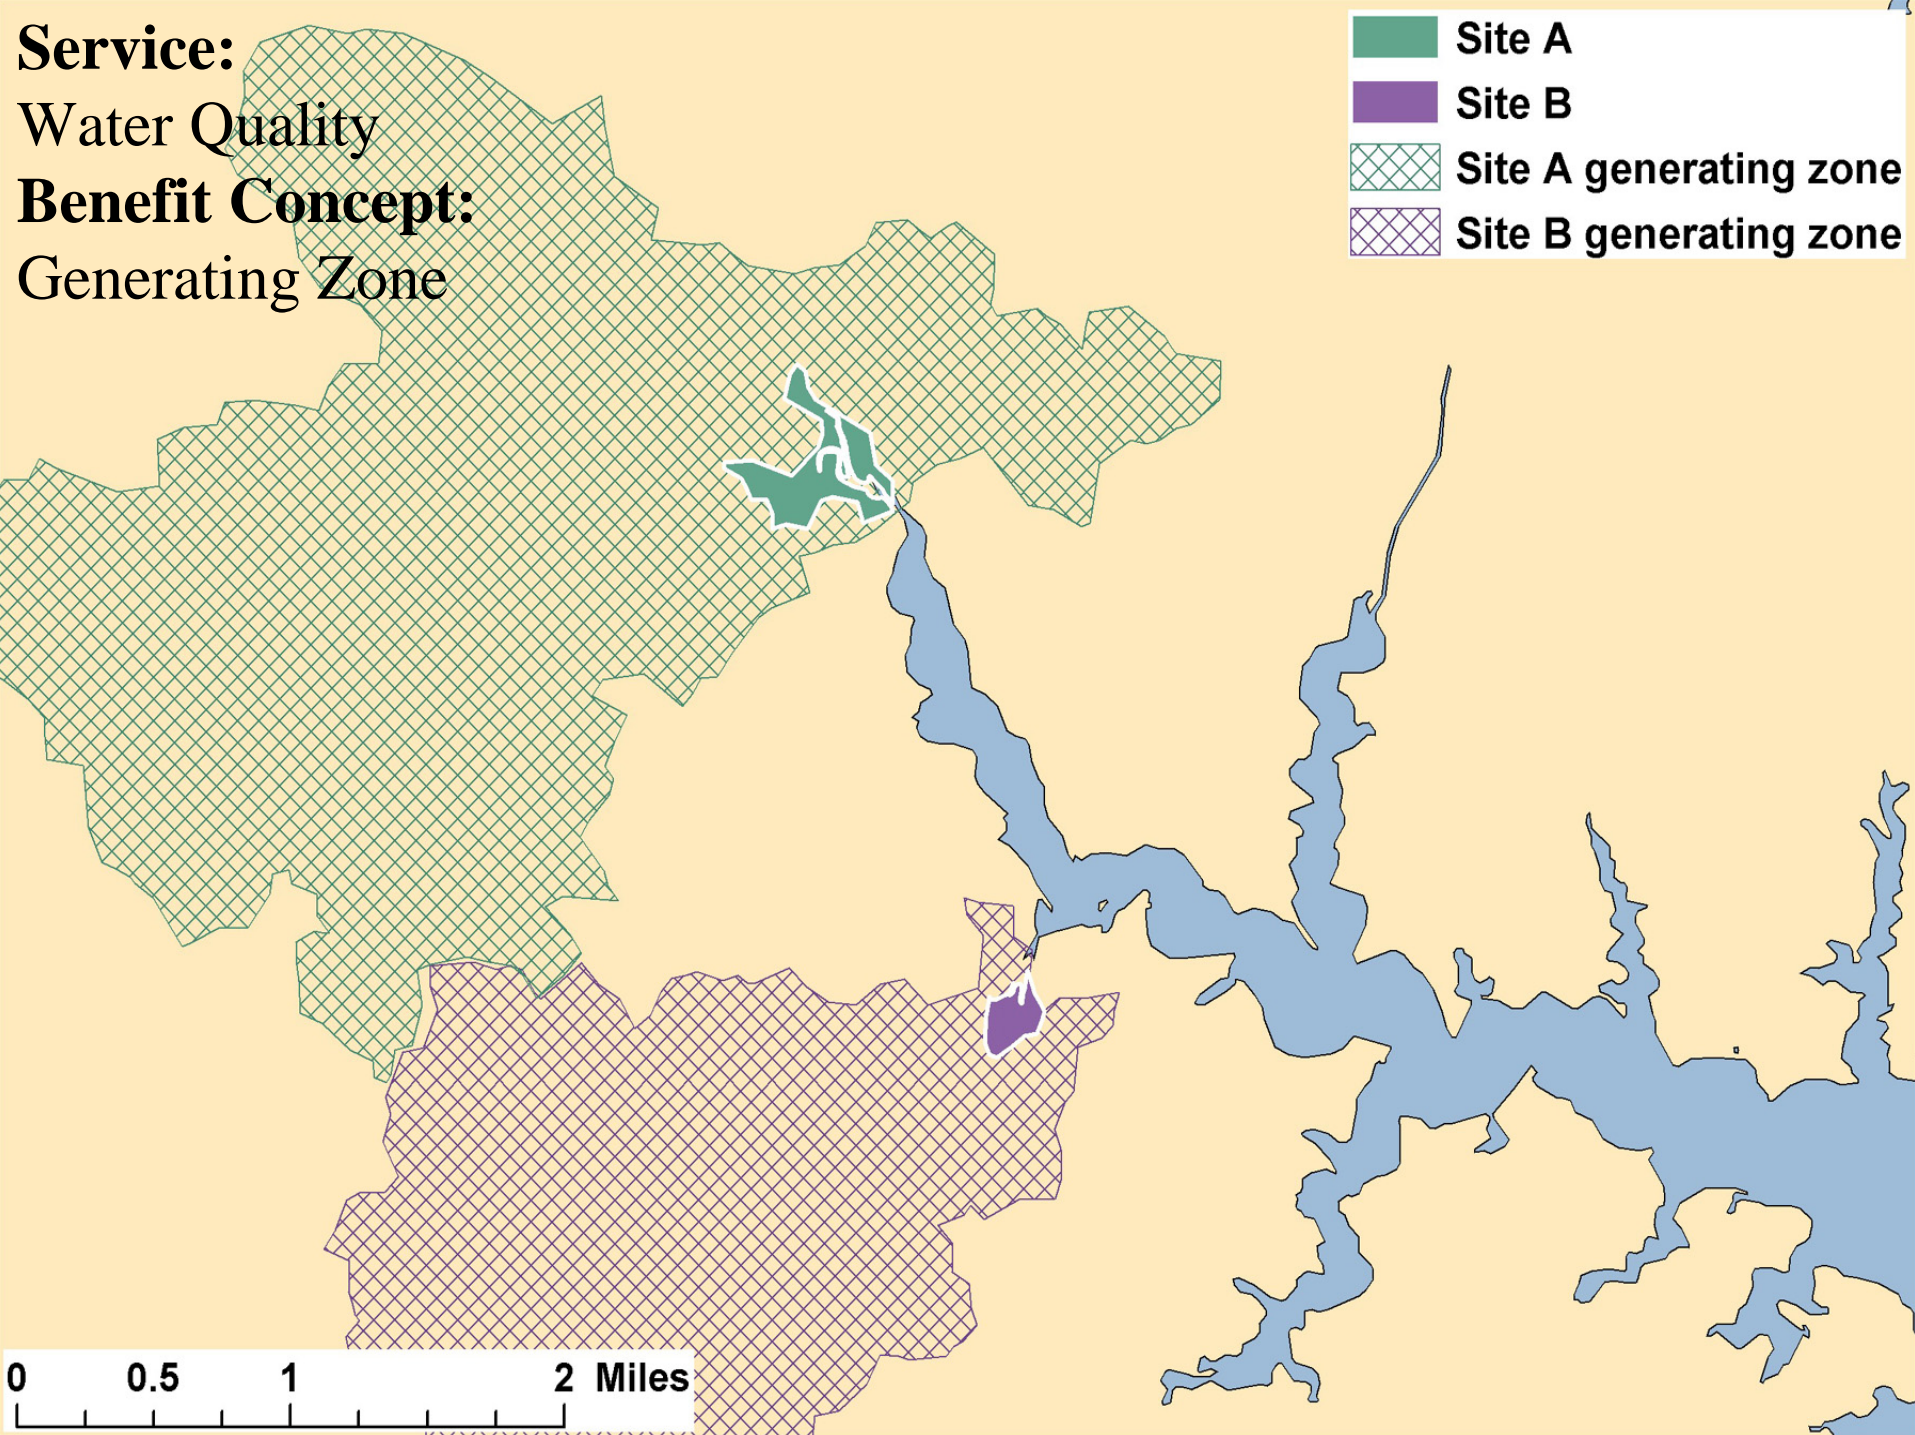 Service:
Water Quality
Benefit Concept:
Generating Zone
Site A
Site B
Site A generating zone
Site B generating zone
0 0.5 1 2 Miles